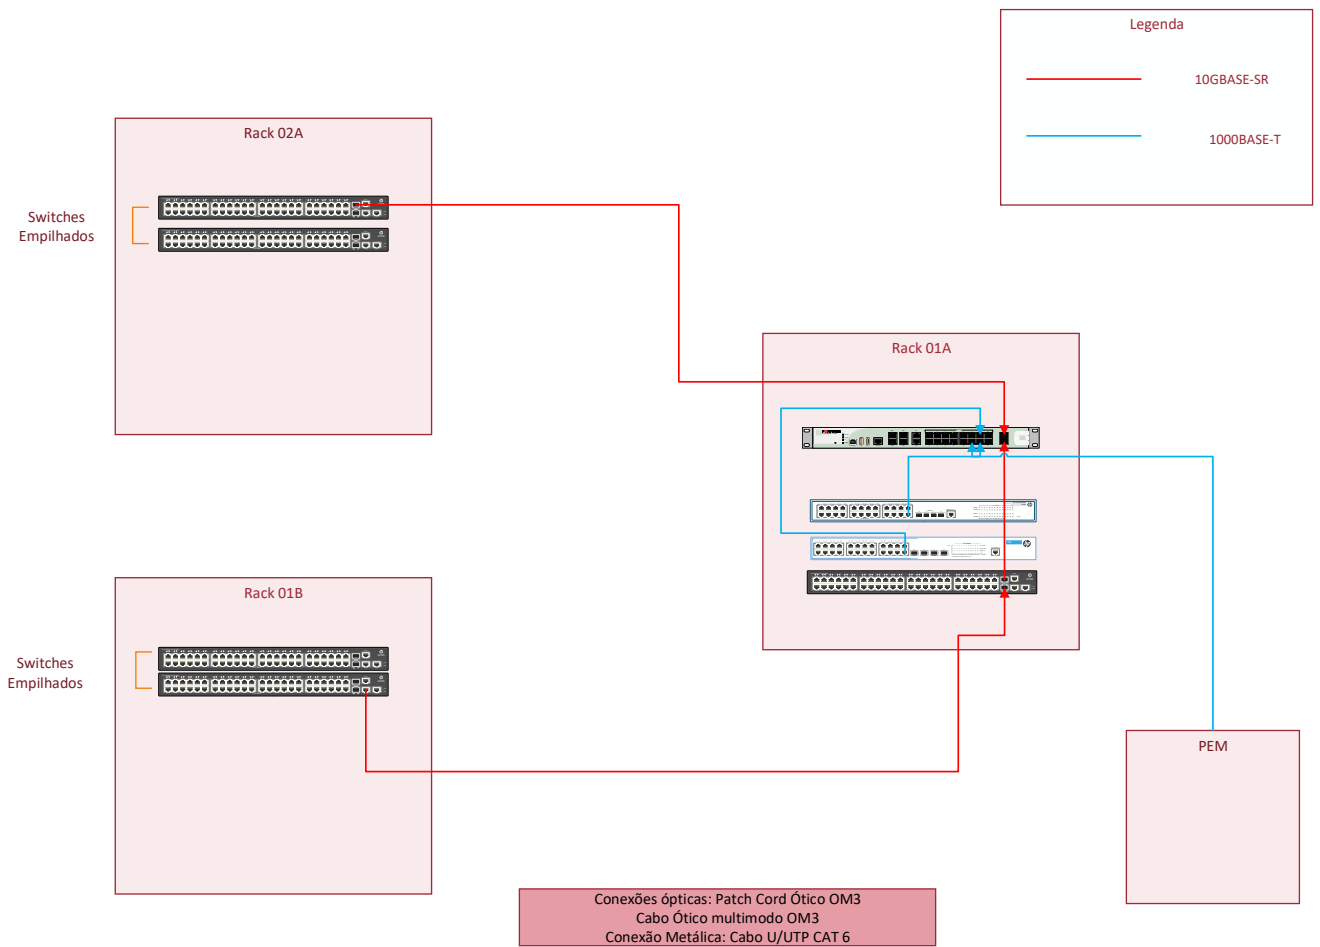 Legenda
10GBASE-SR
1000BASE-T
Rack 02A
Switches
Empilhados
Rack 01A
Rack 01B
Switches
Empilhados
PEM
Conexões ópticas: Patch Cord Ótico OM3
Cabo Ótico multimodo OM3
Conexão Metálica: Cabo U/UTP CAT 6